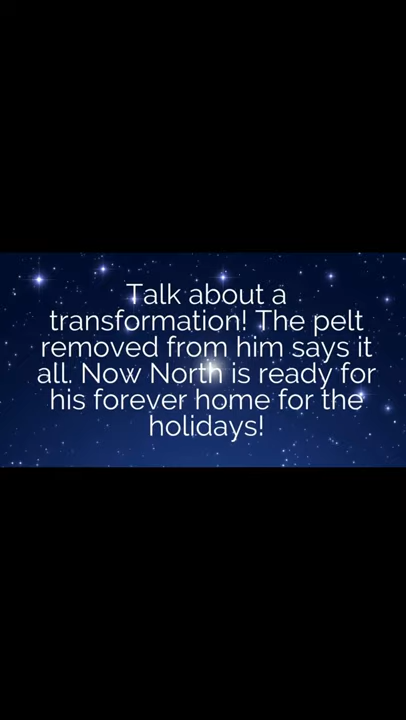 Talk about a
transformation! The pelt
removed from him says it
all. Now North is ready for
his forever home for the
holidays!